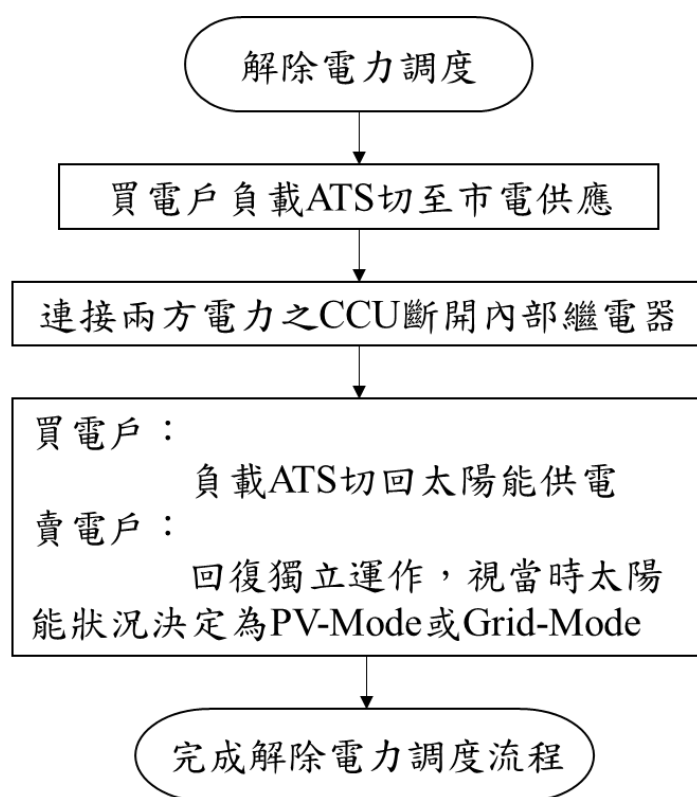 解除電力調度
買電戶負載ATS切至市電供應
連接兩方電力之CCU斷開內部繼電器
買電戶：
負載ATS切回太陽能供電
賣電戶：
回復獨立運作，視當時太陽
能狀況決定為PV-Mode或Grid-Mode
完成解除電力調度流程